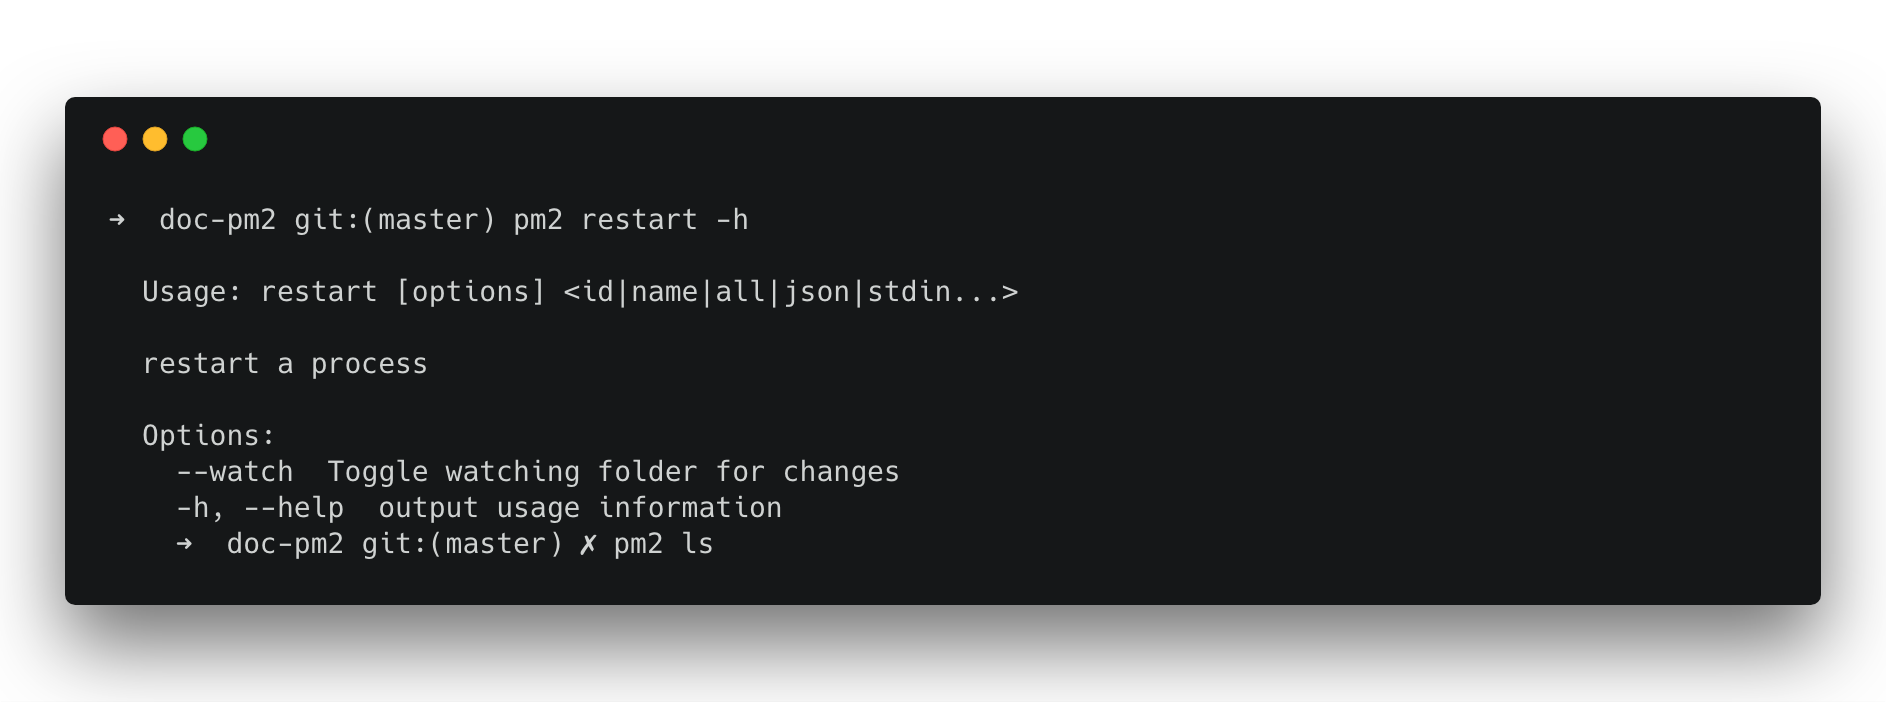 ➜  doc-pm2 git:(master) pm2 restart -h
Usage: restart [options] <id|name|all|json|stdin...>
restart a process
Options:
--watch  Toggle watching folder for changes
-h, --help  output usage information
➜  doc-pm2 git:(master) ✗ pm2 ls